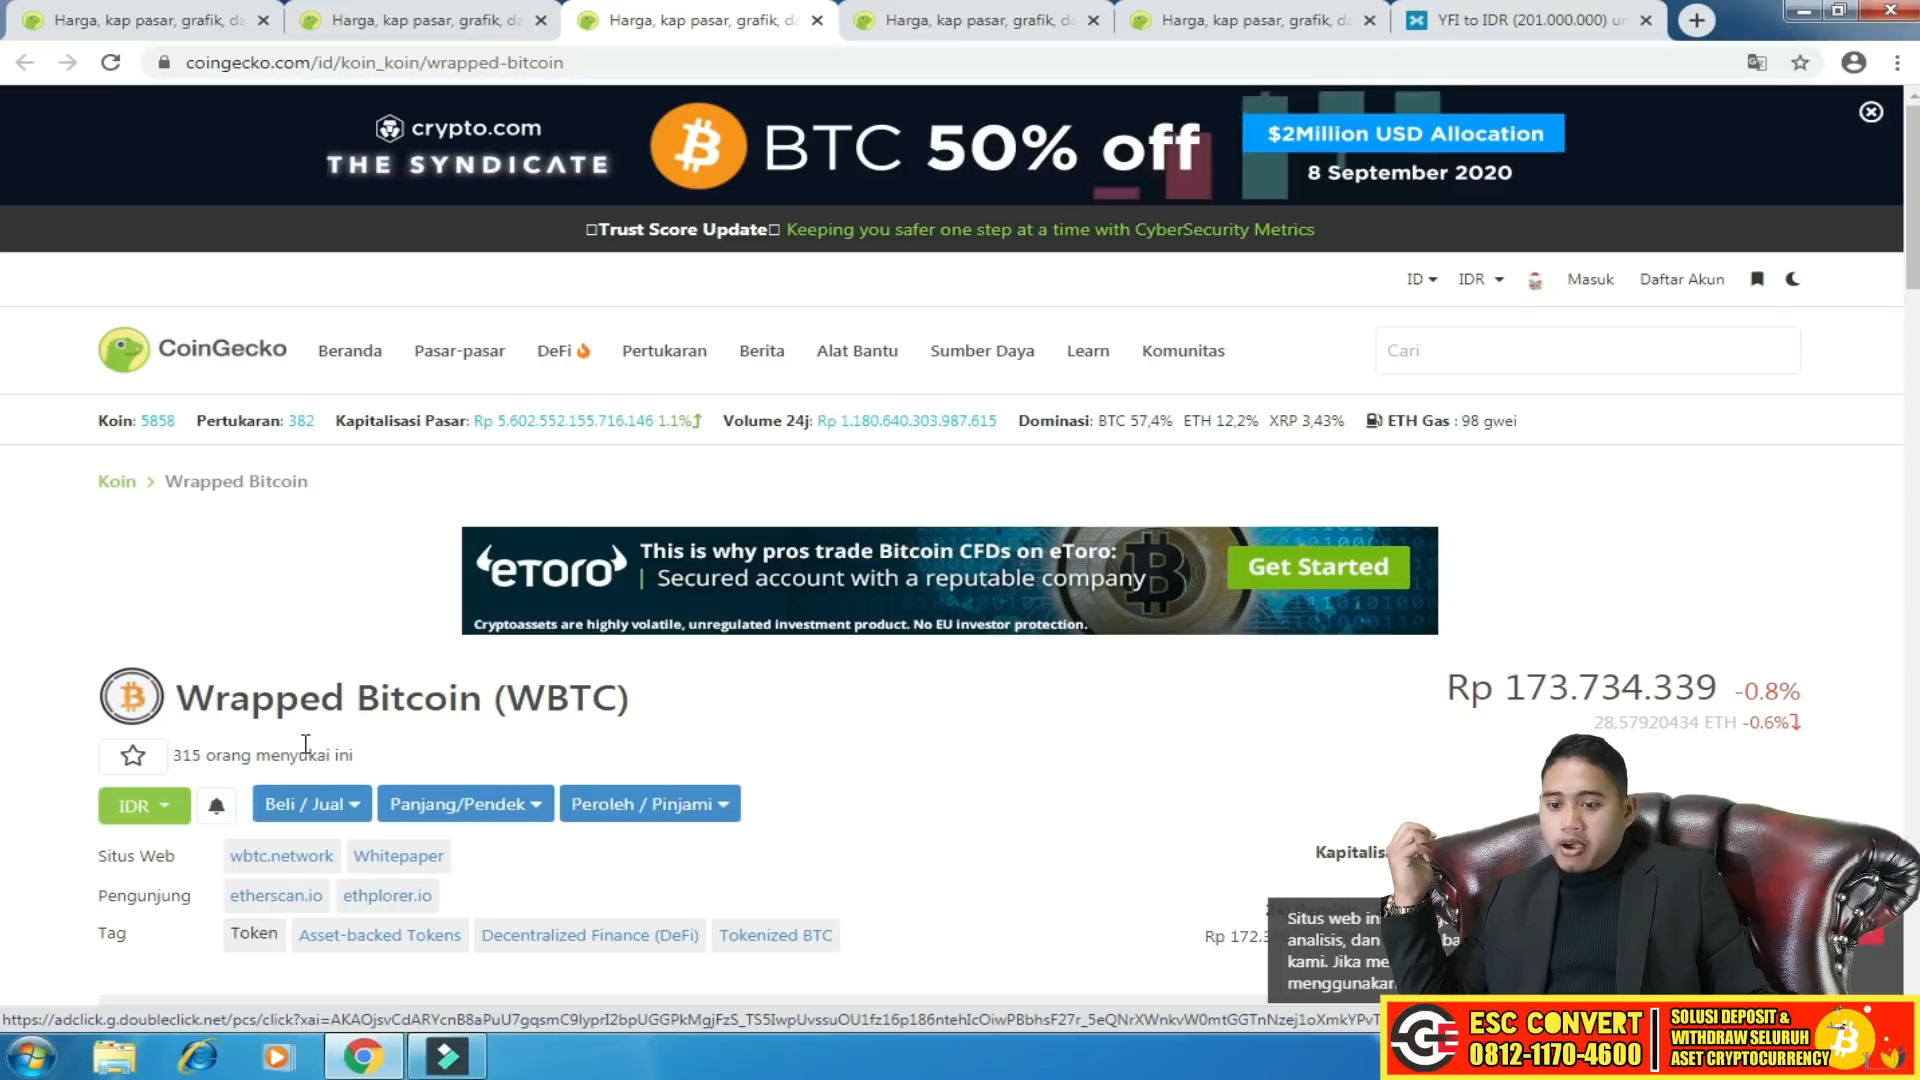 Harga, kap pasar, grafik, da
Harga, kap pasar, grafik, da
Harga, kap pasar, grafik, da
Harga, kap pasar, grafik, da
Harga, kap pasar, grafik, da
YFI to IDR (201.000.000) un
coingecko.com/id/koin_koin/wrapped-bitcoin
crypto.com
THE SYNDICATE
BTC 50% off
$2Million USD Allocation
8 September 2020
Trust Score Update Keeping you safer one step at a time with CyberSecurity Metrics
ID IDR Masuk Daftar Akun
CoinGecko Beranda Pasar-pasar DeFi Pertukaran Berita Alat Bantu Sumber Daya Learn Komunitas Cari
Koin: 5858 Pertukaran: 382 Kapitalisasi Pasar: Rp 5.602.552.155.716.146 1.1% Volume 24j: Rp 1.180.640.303.987.615 Dominasi: BTC 57,4% ETH 12,2% XRP 3,43% ETH Gas : 98 gwei
Koin > Wrapped Bitcoin
eTORO
This is why pros trade Bitcoin CFDs on eToro:
| Secured account with a reputable company
Get Started
Cryptoassets are highly volatile, unregulated investment product. No EU investor protection.
Wrapped Bitcoin (WBTC)
Rp 173.734.339 -0.8%
28,57920434 ETH -0.6%
315 orang menyukai ini
IDR Beli / Jual Panjang/Pendek Peroleh / Pinjami
Situs Web wbtc.network Whitepaper
Kapitalis
Pengunjung etherscan.io ethplorer.io
Tag Token Asset-backed Tokens Decentralized Finance (DeFi) Tokenized BTC
Rp 172.3
Situs web in
analisis, dan ba
kami. Jika me
menggunakan
ESC CONVERT
0812-1170-4600
SOLUSI DEPOSIT &
WITHDRAW SELURUH
ASET CRYPTOCURRENCY